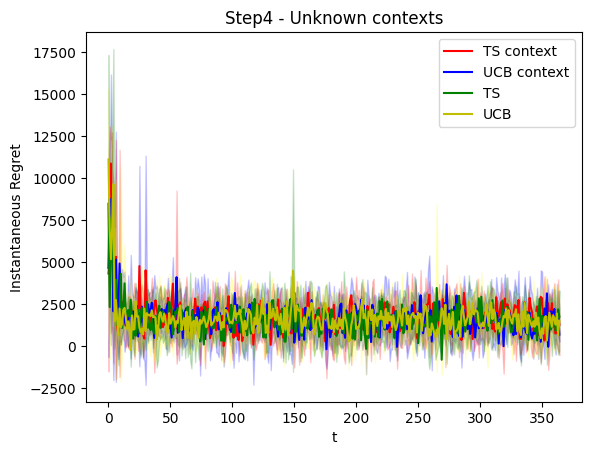 Step4 - Unknown contexts
TS context
UCB context
TS
UCB
Instantaneous Regret
17500
15000
12500
10000
7500
5000
2500
0
−2500
0
50
100
150
200
250
300
350
t